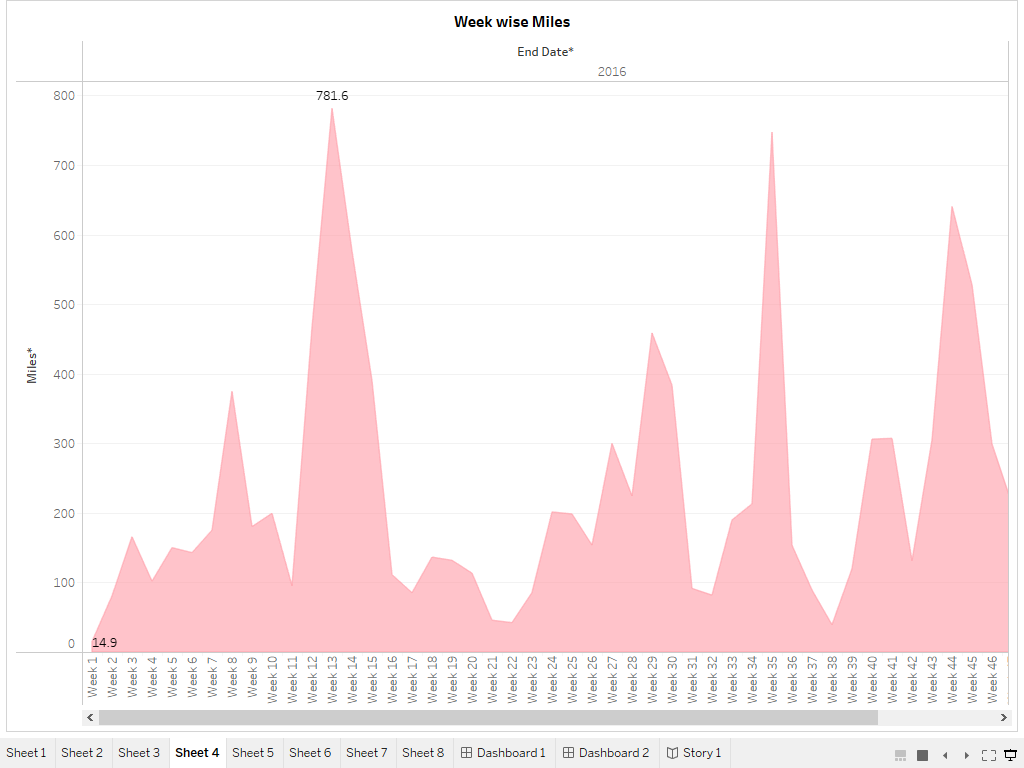 Week wise Miles
End Date*
2016
Miles*
800
700
600
500
400
300
200
100
0
781.6
14.9
Week 1
Week 2
Week 3
Week 4
Week 5
Week 6
Week 7
Week 8
Week 9
Week 10
Week 11
Week 12
Week 13
Week 14
Week 15
Week 16
Week 17
Week 18
Week 19
Week 20
Week 21
Week 22
Week 23
Week 24
Week 25
Week 26
Week 27
Week 28
Week 29
Week 30
Week 31
Week 32
Week 33
Week 34
Week 35
Week 36
Week 37
Week 38
Week 39
Week 40
Week 41
Week 42
Week 43
Week 44
Week 45
Week 46
Sheet 1 Sheet 2 Sheet 3 Sheet 4 Sheet 5 Sheet 6 Sheet 7 Sheet 8 Dashboard 1 Dashboard 2 Story 1